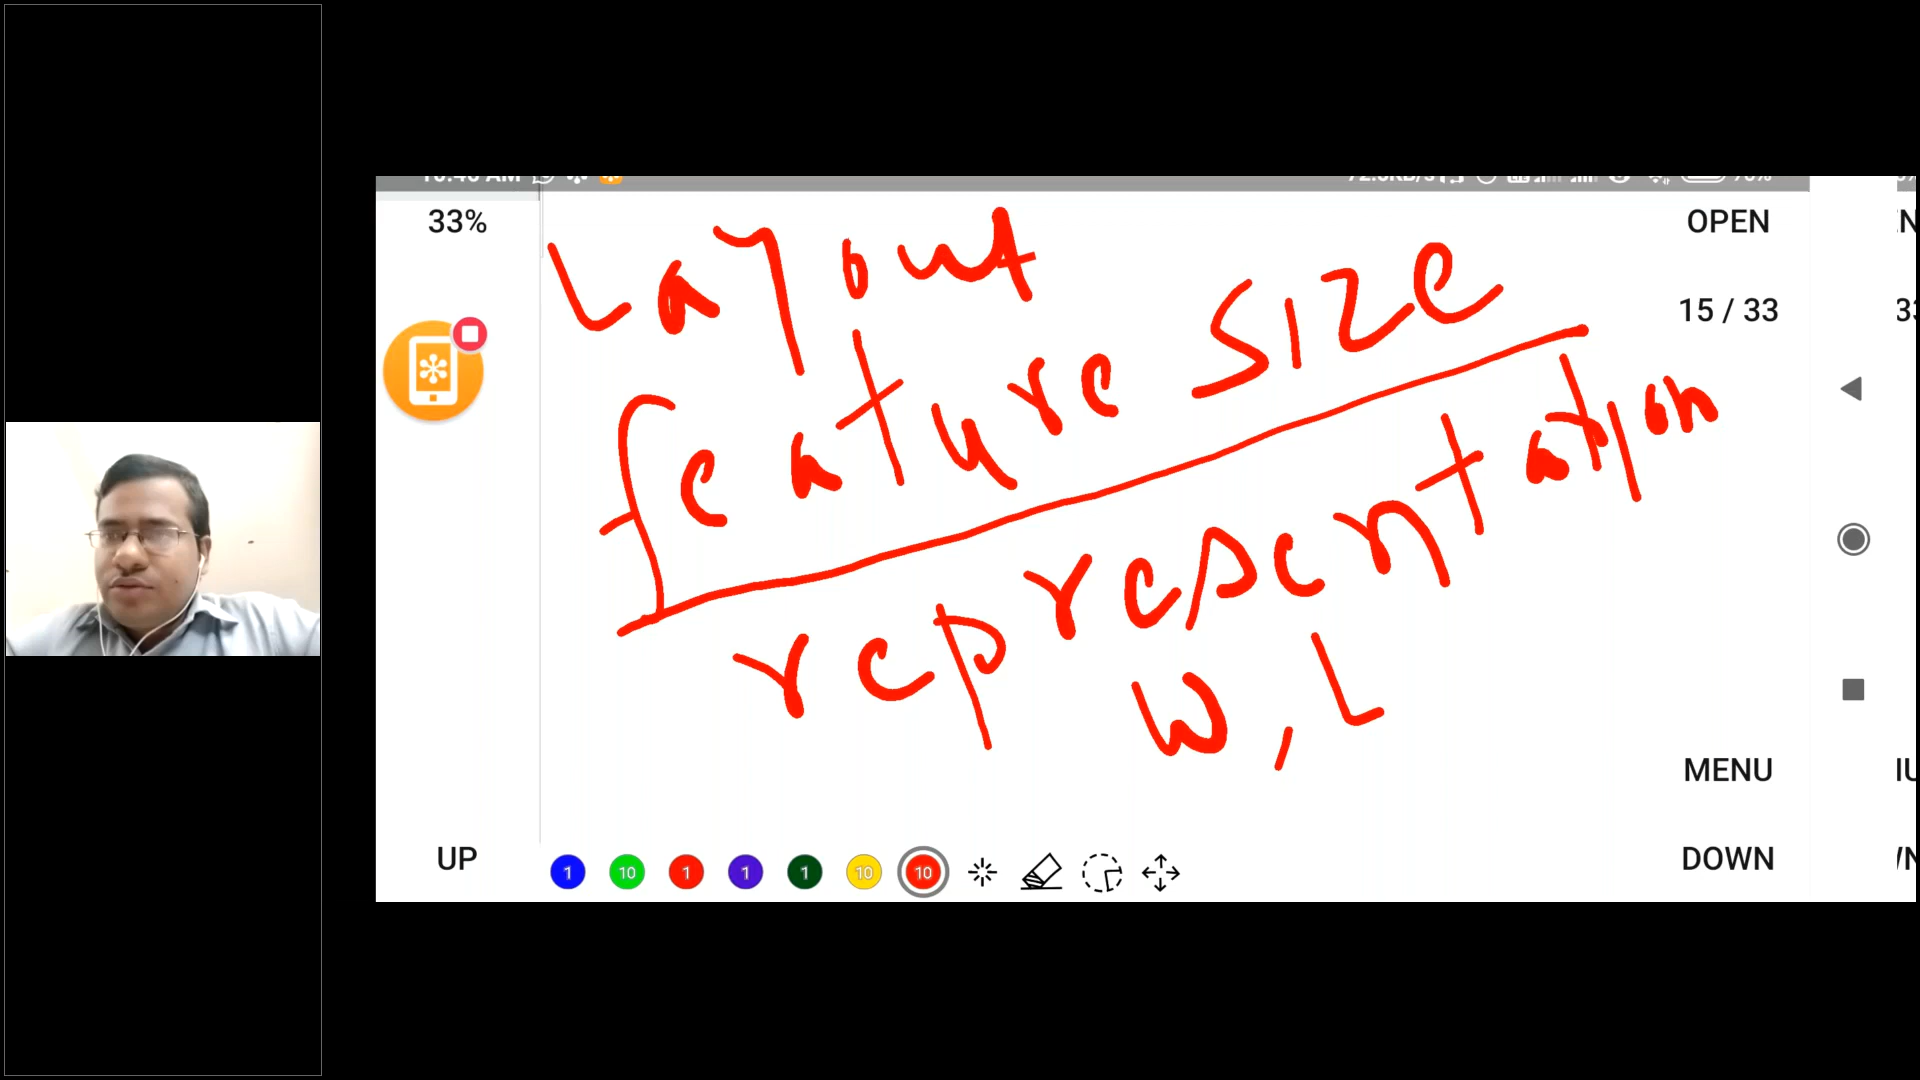 33%
OPEN
15 / 33
Layout
feature size
representation
W, L
MENU
UP
DOWN
1 10 1 1 1 10 10